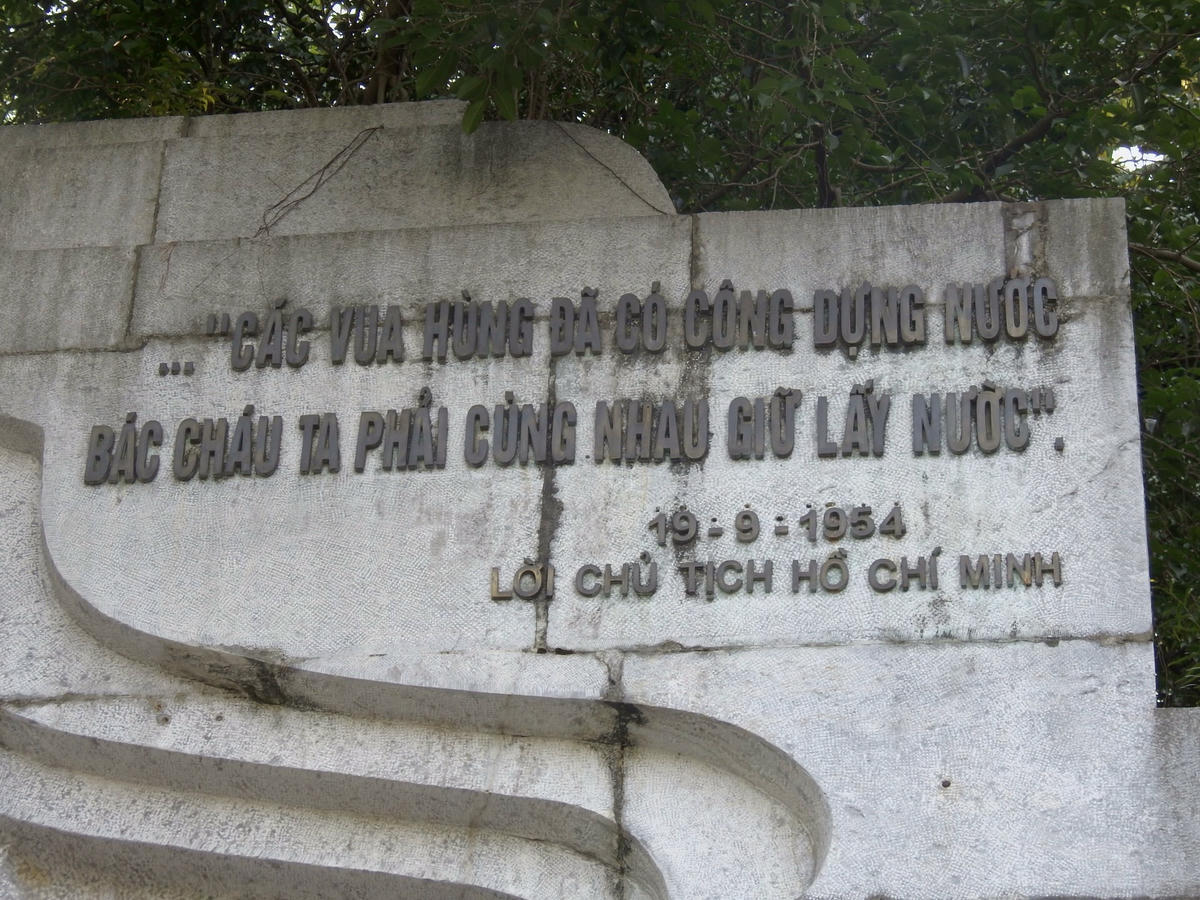 ... "CÁC VUA HÙNG ĐÃ CÓ CÔNG DỰNG NƯỚC
BÁC CHÁU TA PHẢI CÙNG NHAU GIỮ LẤY NƯỚC".
19 - 9 - 1954
LỜI CHỦ TỊCH HỒ CHÍ MINH